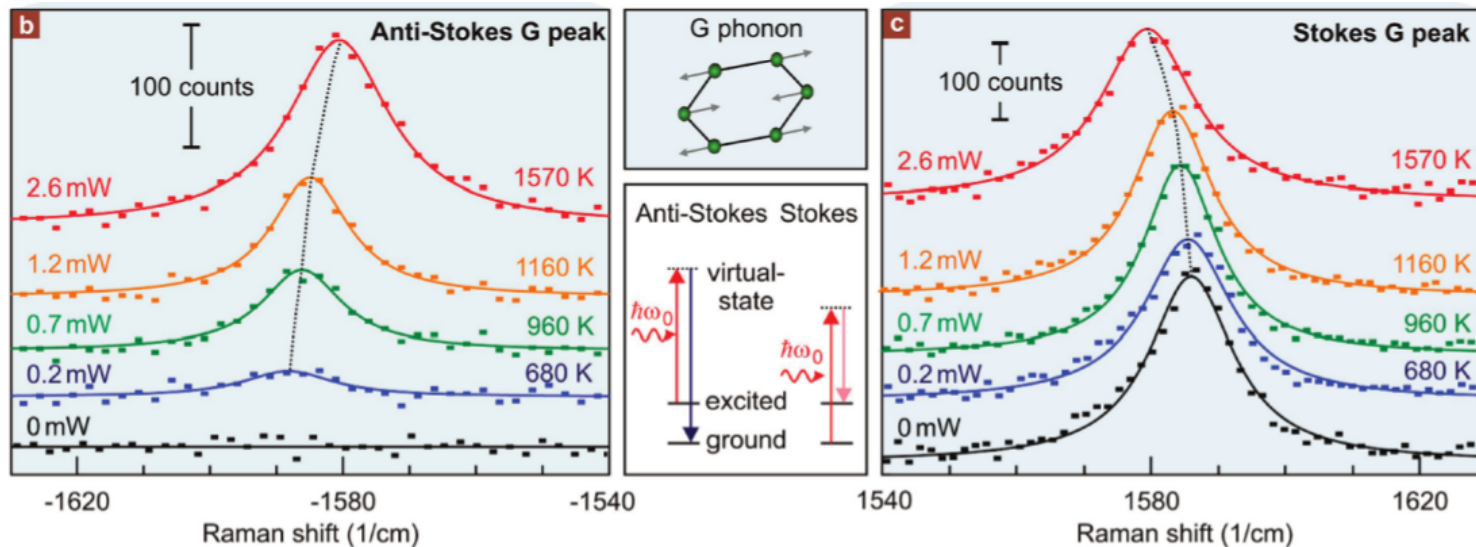 b
Anti-Stokes G peak
100 counts
2.6 mW
1570 K
1.2 mW
1160 K
0.7 mW
960 K
0.2 mW
680 K
0 mW
-1620
-1580
-1540
Raman shift (1/cm)
G phonon
Anti-Stokes Stokes
virtual-
state
ħω0
ħω0
excited
ground
c
Stokes G peak
100 counts
2.6 mW
1570 K
1.2 mW
1160 K
0.7 mW
960 K
0.2 mW
680 K
0 mW
1540
1580
1620
Raman shift (1/cm)